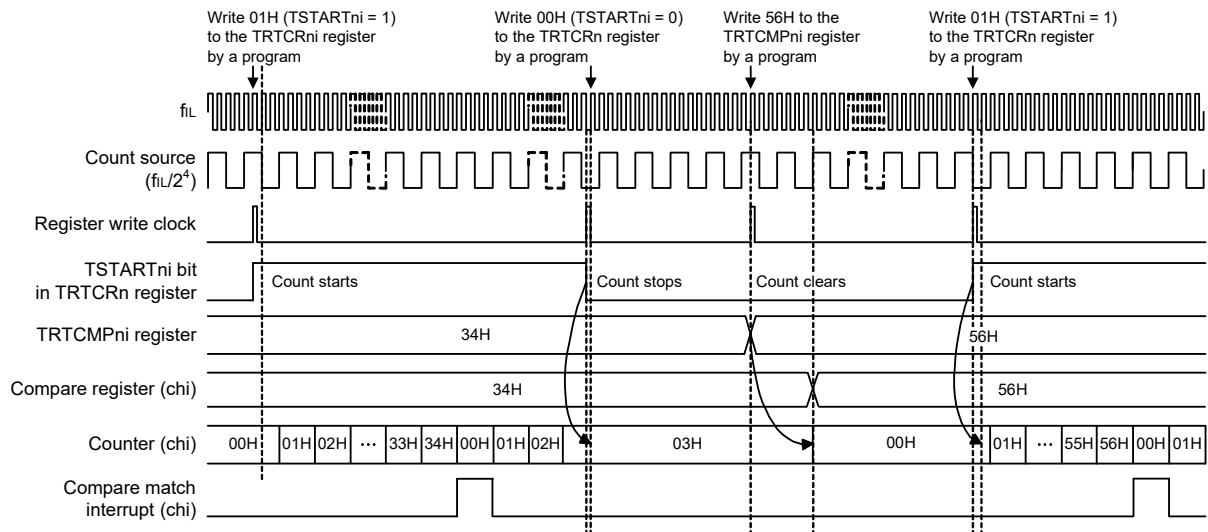 Write 01H (TSTARTni = 1)
to the TRTCRni register
by a program
Write 00H (TSTARTni = 0)
to the TRTCRn register
by a program
Write 56H to the
TRTCMPni register
by a program
Write 01H (TSTARTni = 1)
to the TRTCRn register
by a program
fIL
Count source
(fIL/2⁴)
Register write clock
TSTARTni bit
in TRTCRn register
Count starts
Count stops
Count clears
Count starts
TRTCMPni register
34H
56H
Compare register (chi)
34H
56H
Counter (chi)
00H 01H 02H ··· 33H 34H 00H 01H 02H 03H 00H 01H ··· 55H 56H 00H 01H
Compare match
interrupt (chi)